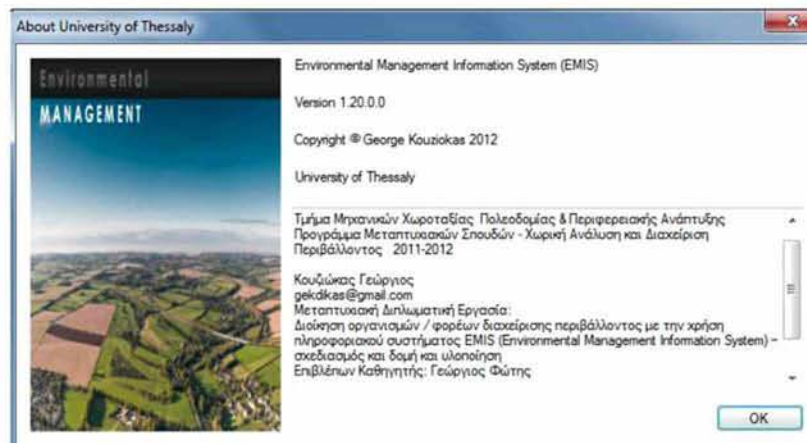 About University of Thessaly
Environmental
MANAGEMENT
Environmental Management Information System (EMIS)
Version 1.20.0.0
Copyright © George Kouziokas 2012
University of Thessaly
Τμήμα Μηχανικών Χωροταξίας Πολεοδομίας & Περιφερειακής Ανάπτυξης
Προγράμμα Μεταπτυχιακών Σπουδών - Χωρική Ανάλυση και Διαχείριση
Περιβάλλοντος 2011-2012
Κουζιώκας Γεώργιος
gekdikas@gmail.com
Μεταπτυχιακή Διπλωματική Εργασία:
Διοίκηση οργανισμών / φορέων διαχείρισης περιβάλλοντος με την χρήση
πληροφοριακού συστήματος EMIS (Environmental Management Information System) –
σχεδιασμός και δομή και υλοποίηση
Επιβλέπων Καθηγητής: Γεώργιος Φώτης
OK